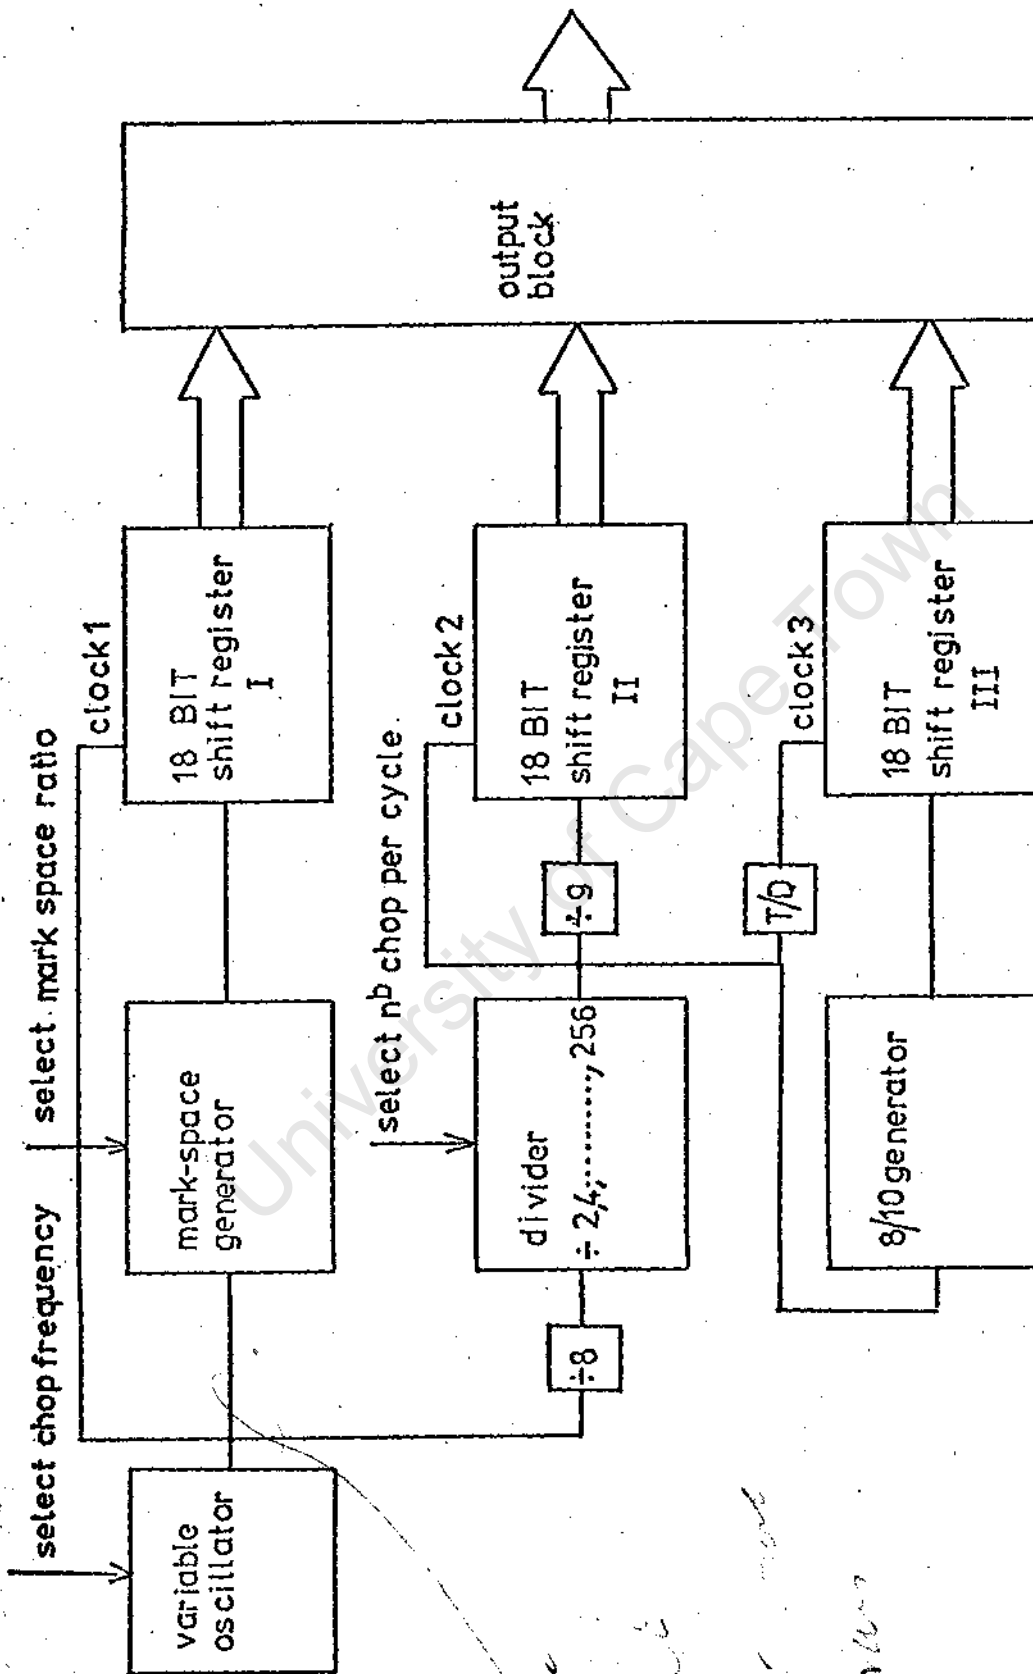 select chop frequency
select mark space ratio
clock 1
variable
oscillator
mark-space
generator
18 BIT
shift register
I
select nb chop per cycle.
clock 2
÷8
divider
÷ 2,4,..........,256
÷9
18 BIT
shift register
II
output
block
clock 3
T/D
8/10 generator
18 BIT
shift register
III
University of Cape Town